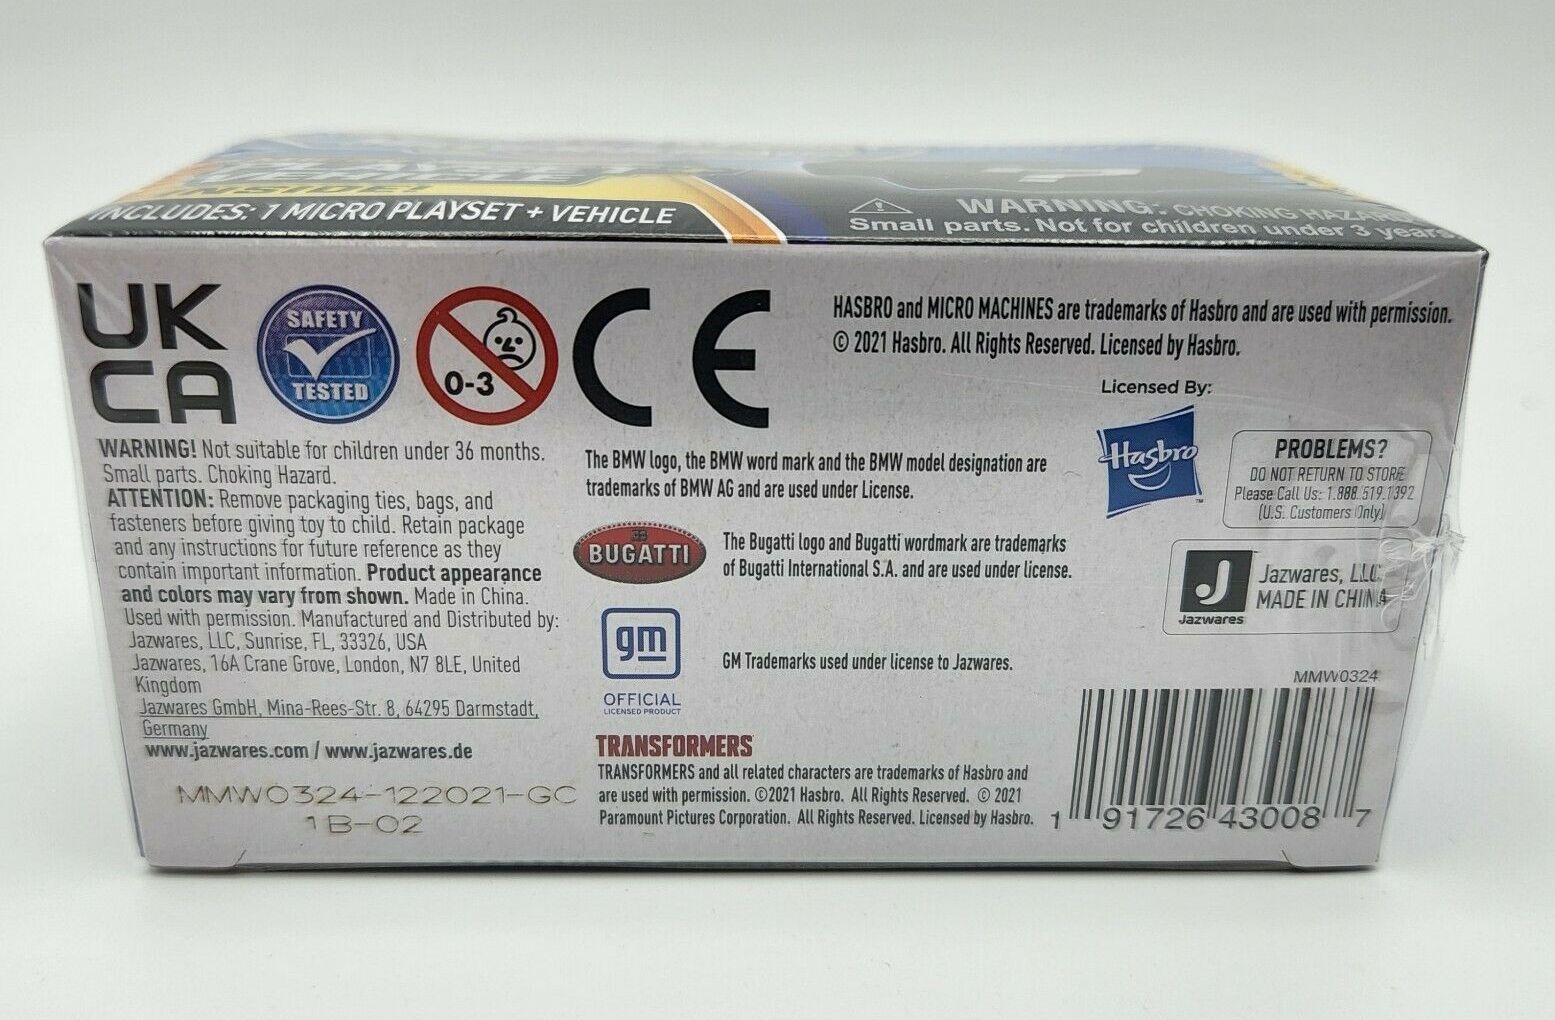 VEHICLE
INSIDE!
INCLUDES: 1 MICRO PLAYSET + VEHICLE
WARNING: CHOKING HAZARD
Small parts. Not for children under 3 years.
UK
CA
SAFETY
TESTED
0-3
CE
HASBRO and MICRO MACHINES are trademarks of Hasbro and are used with permission.
© 2021 Hasbro. All Rights Reserved. Licensed by Hasbro.
Licensed By:
Hasbro
TM
PROBLEMS?
DO NOT RETURN TO STORE
Please Call Us: 1.888.519.1392
(U.S. Customers Only)
J
Jazwares
Jazwares, LLC
MADE IN CHINA
WARNING! Not suitable for children under 36 months.
Small parts. Choking Hazard.
ATTENTION: Remove packaging ties, bags, and
fasteners before giving toy to child. Retain package
and any instructions for future reference as they
contain important information. Product appearance
and colors may vary from shown. Made in China.
Used with permission. Manufactured and Distributed by:
Jazwares, LLC, Sunrise, FL, 33326, USA
Jazwares, 16A Crane Grove, London, N7 8LE, United
Kingdom
Jazwares GmbH, Mina-Rees-Str. 8, 64295 Darmstadt,
Germany
www.jazwares.com / www.jazwares.de
MMW0324-122021-GC
1B-02
The BMW logo, the BMW word mark and the BMW model designation are
trademarks of BMW AG and are used under License.
BUGATTI
The Bugatti logo and Bugatti wordmark are trademarks
of Bugatti International S.A. and are used under license.
gm
OFFICIAL
LICENSED PRODUCT
GM Trademarks used under license to Jazwares.
TRANSFORMERS
TRANSFORMERS and all related characters are trademarks of Hasbro and
are used with permission. ©2021 Hasbro. All Rights Reserved. © 2021
Paramount Pictures Corporation. All Rights Reserved. Licensed by Hasbro.
MMW0324
1 91726 43008 7